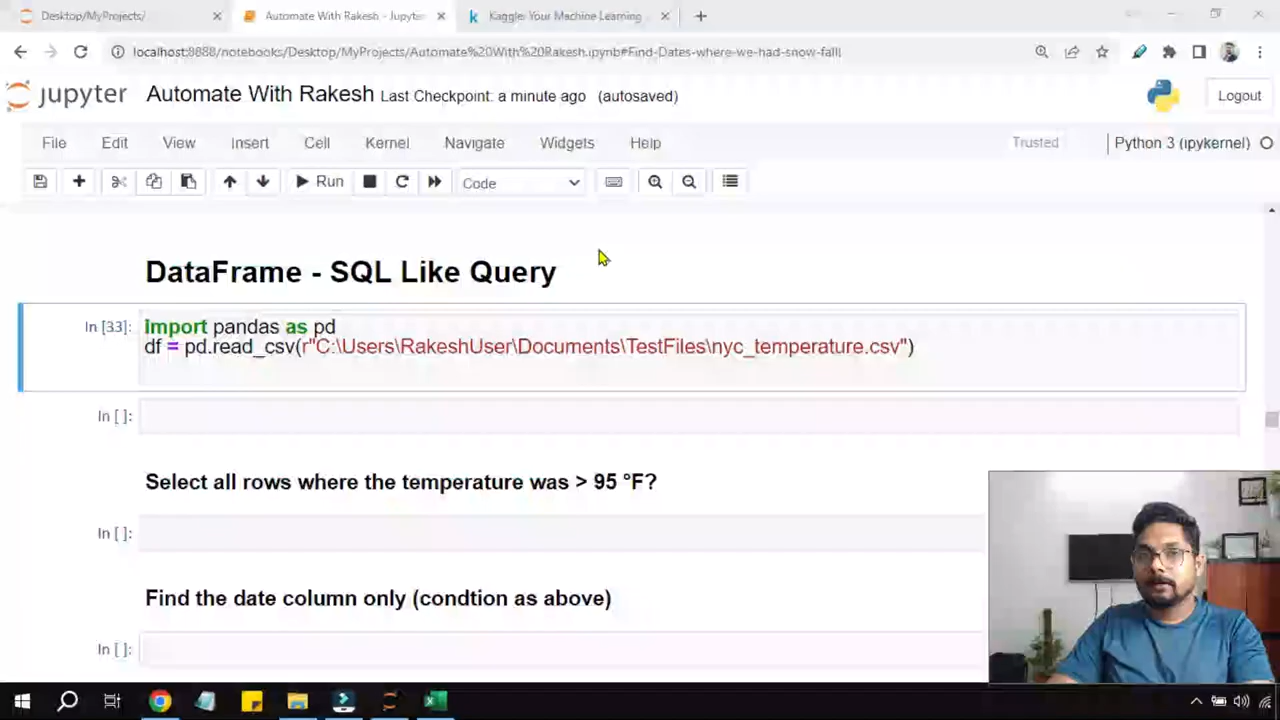 Desktop/MyProjects/
Automate With Rakesh - Jupyter
Kaggle: Your Machine Learning
localhost:8888/notebooks/Desktop/MyProjects/Automate%20With%20Rakesh.ipynb#Find-Dates-where-we-had-snow-fall!
jupyter Automate With Rakesh Last Checkpoint: a minute ago (autosaved)
Logout
File Edit View Insert Cell Kernel Navigate Widgets Help
Trusted
Python 3 (ipykernel)
Run
Code
DataFrame - SQL Like Query
In [33]: import pandas as pd
df = pd.read_csv(r"C:\Users\RakeshUser\Documents\TestFiles\nyc_temperature.csv")
In [ ]:
Select all rows where the temperature was > 95 °F?
In [ ]:
Find the date column only (condtion as above)
In [ ]: